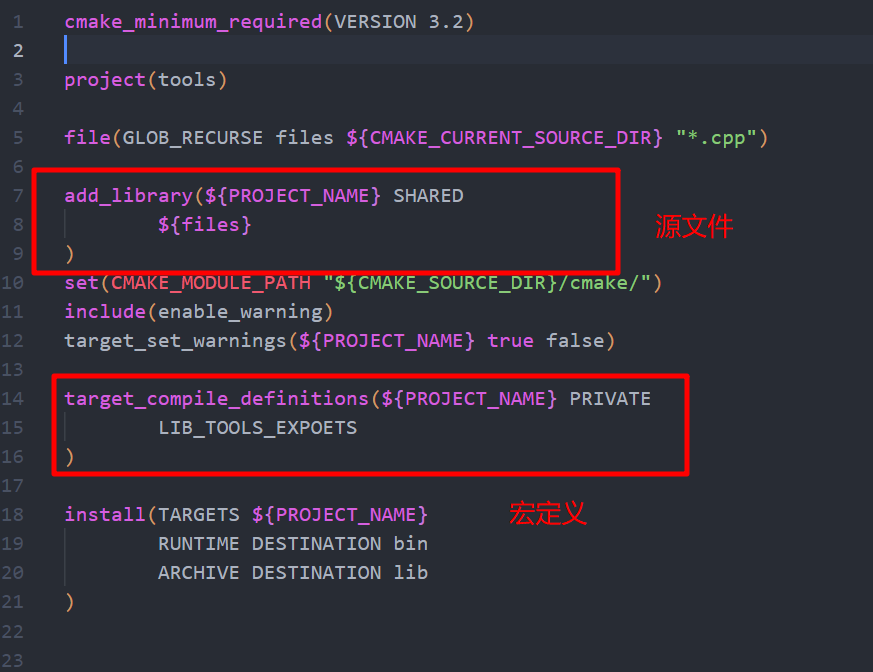 1 cmake_minimum_required(VERSION 3.2)
2
3 project(tools)
4
5 file(GLOB_RECURSE files ${CMAKE_CURRENT_SOURCE_DIR} "*.cpp")
6
7 add_library(${PROJECT_NAME} SHARED
8 ${files}
源文件
9 )
10 set(CMAKE_MODULE_PATH "${CMAKE_SOURCE_DIR}/cmake/")
11 include(enable_warning)
12 target_set_warnings(${PROJECT_NAME} true false)
13
14 target_compile_definitions(${PROJECT_NAME} PRIVATE
15 LIB_TOOLS_EXPOETS
16 )
17
18 install(TARGETS ${PROJECT_NAME}
宏定义
19 RUNTIME DESTINATION bin
20 ARCHIVE DESTINATION lib
21 )
22
23